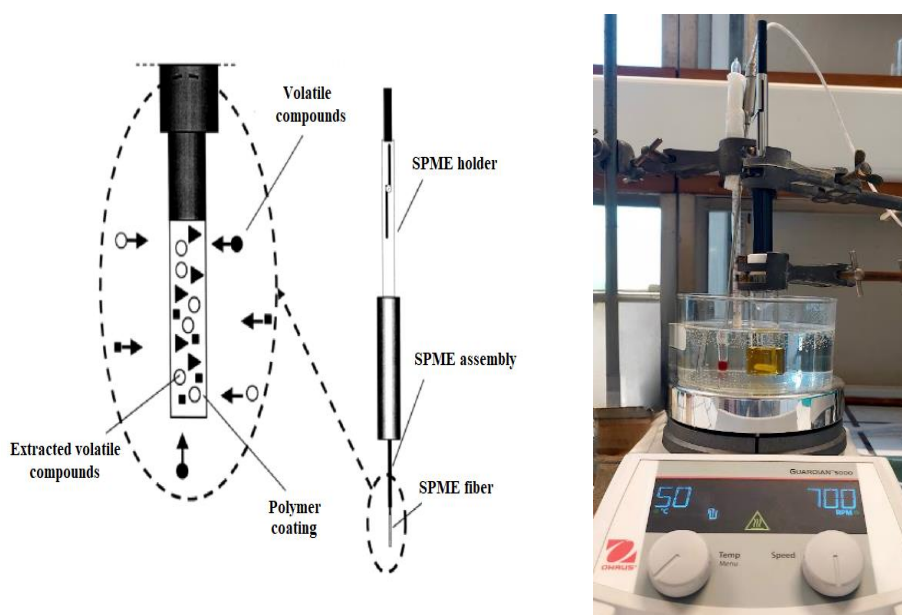 Volatile
compounds
SPME holder
SPME assembly
Extracted volatile
compounds
Polymer
coating
SPME fiber
GUARDIAN 5000
50
°C
700
RPM
Temp
Menu
Speed
OHAUS